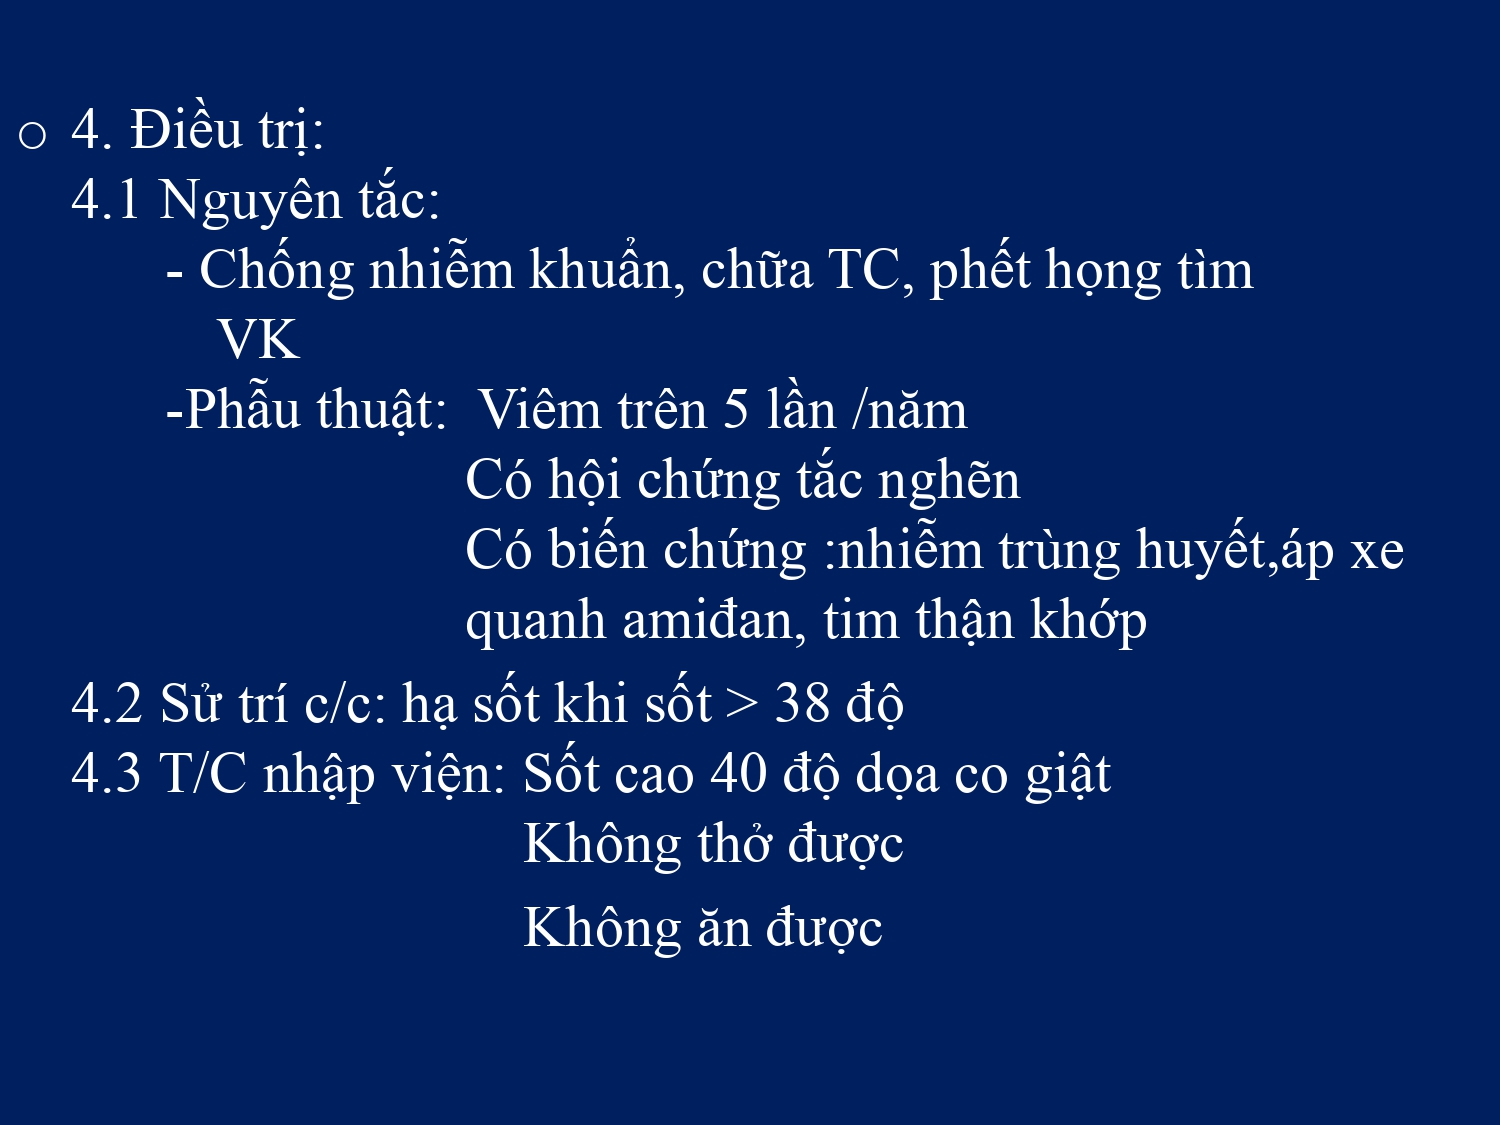 o 4. Điều trị:
4.1 Nguyên tắc:
- Chống nhiễm khuẩn, chữa TC, phết họng tìm
VK
-Phẫu thuật: Viêm trên 5 lần /năm
Có hội chứng tắc nghẽn
Có biến chứng :nhiễm trùng huyết,áp xe
quanh amiđan, tim thận khớp
4.2 Sử trí c/c: hạ sốt khi sốt > 38 độ
4.3 T/C nhập viện: Sốt cao 40 độ dọa co giật
Không thở được
Không ăn được